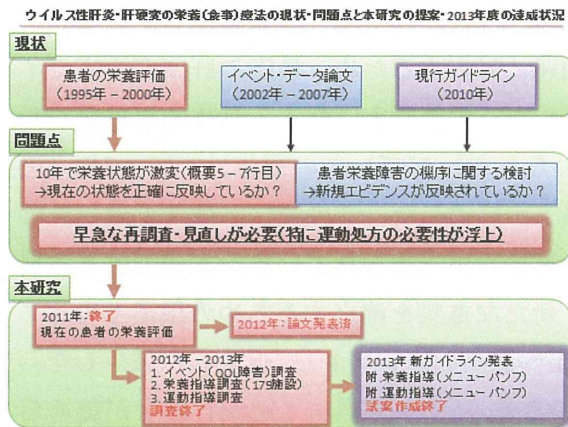 ウイルス性肝炎・肝硬変の栄養(食事)療法の現状・問題点と本研究の提案・2013年度の達成状況
現状
患者の栄養評価
(1995年-2000年)
イベント・データ論文
(2002年-2007年)
現行ガイドライン
(2010年)
問題点
10年で栄養状態が激変(概要5-7行目)
→現在の状態を正確に反映しているか?
患者栄養障害の機序に関する検討
→新規エビデンスが反映されているか?
早急な再調査・見直しが必要(特に運動処方の必要性が浮上)
本研究
2011年:終了
現在の患者の栄養評価
2012年:論文発表済
2012年-2013年
1. イベント(QOL障害)調査
2. 栄養指導調査(179施設)
3. 運動指導調査
調査終了
2013年 新ガイドライン発表
附.栄養指導(メニューパンフ)
附.運動指導(メニューパンフ)
試案作成終了